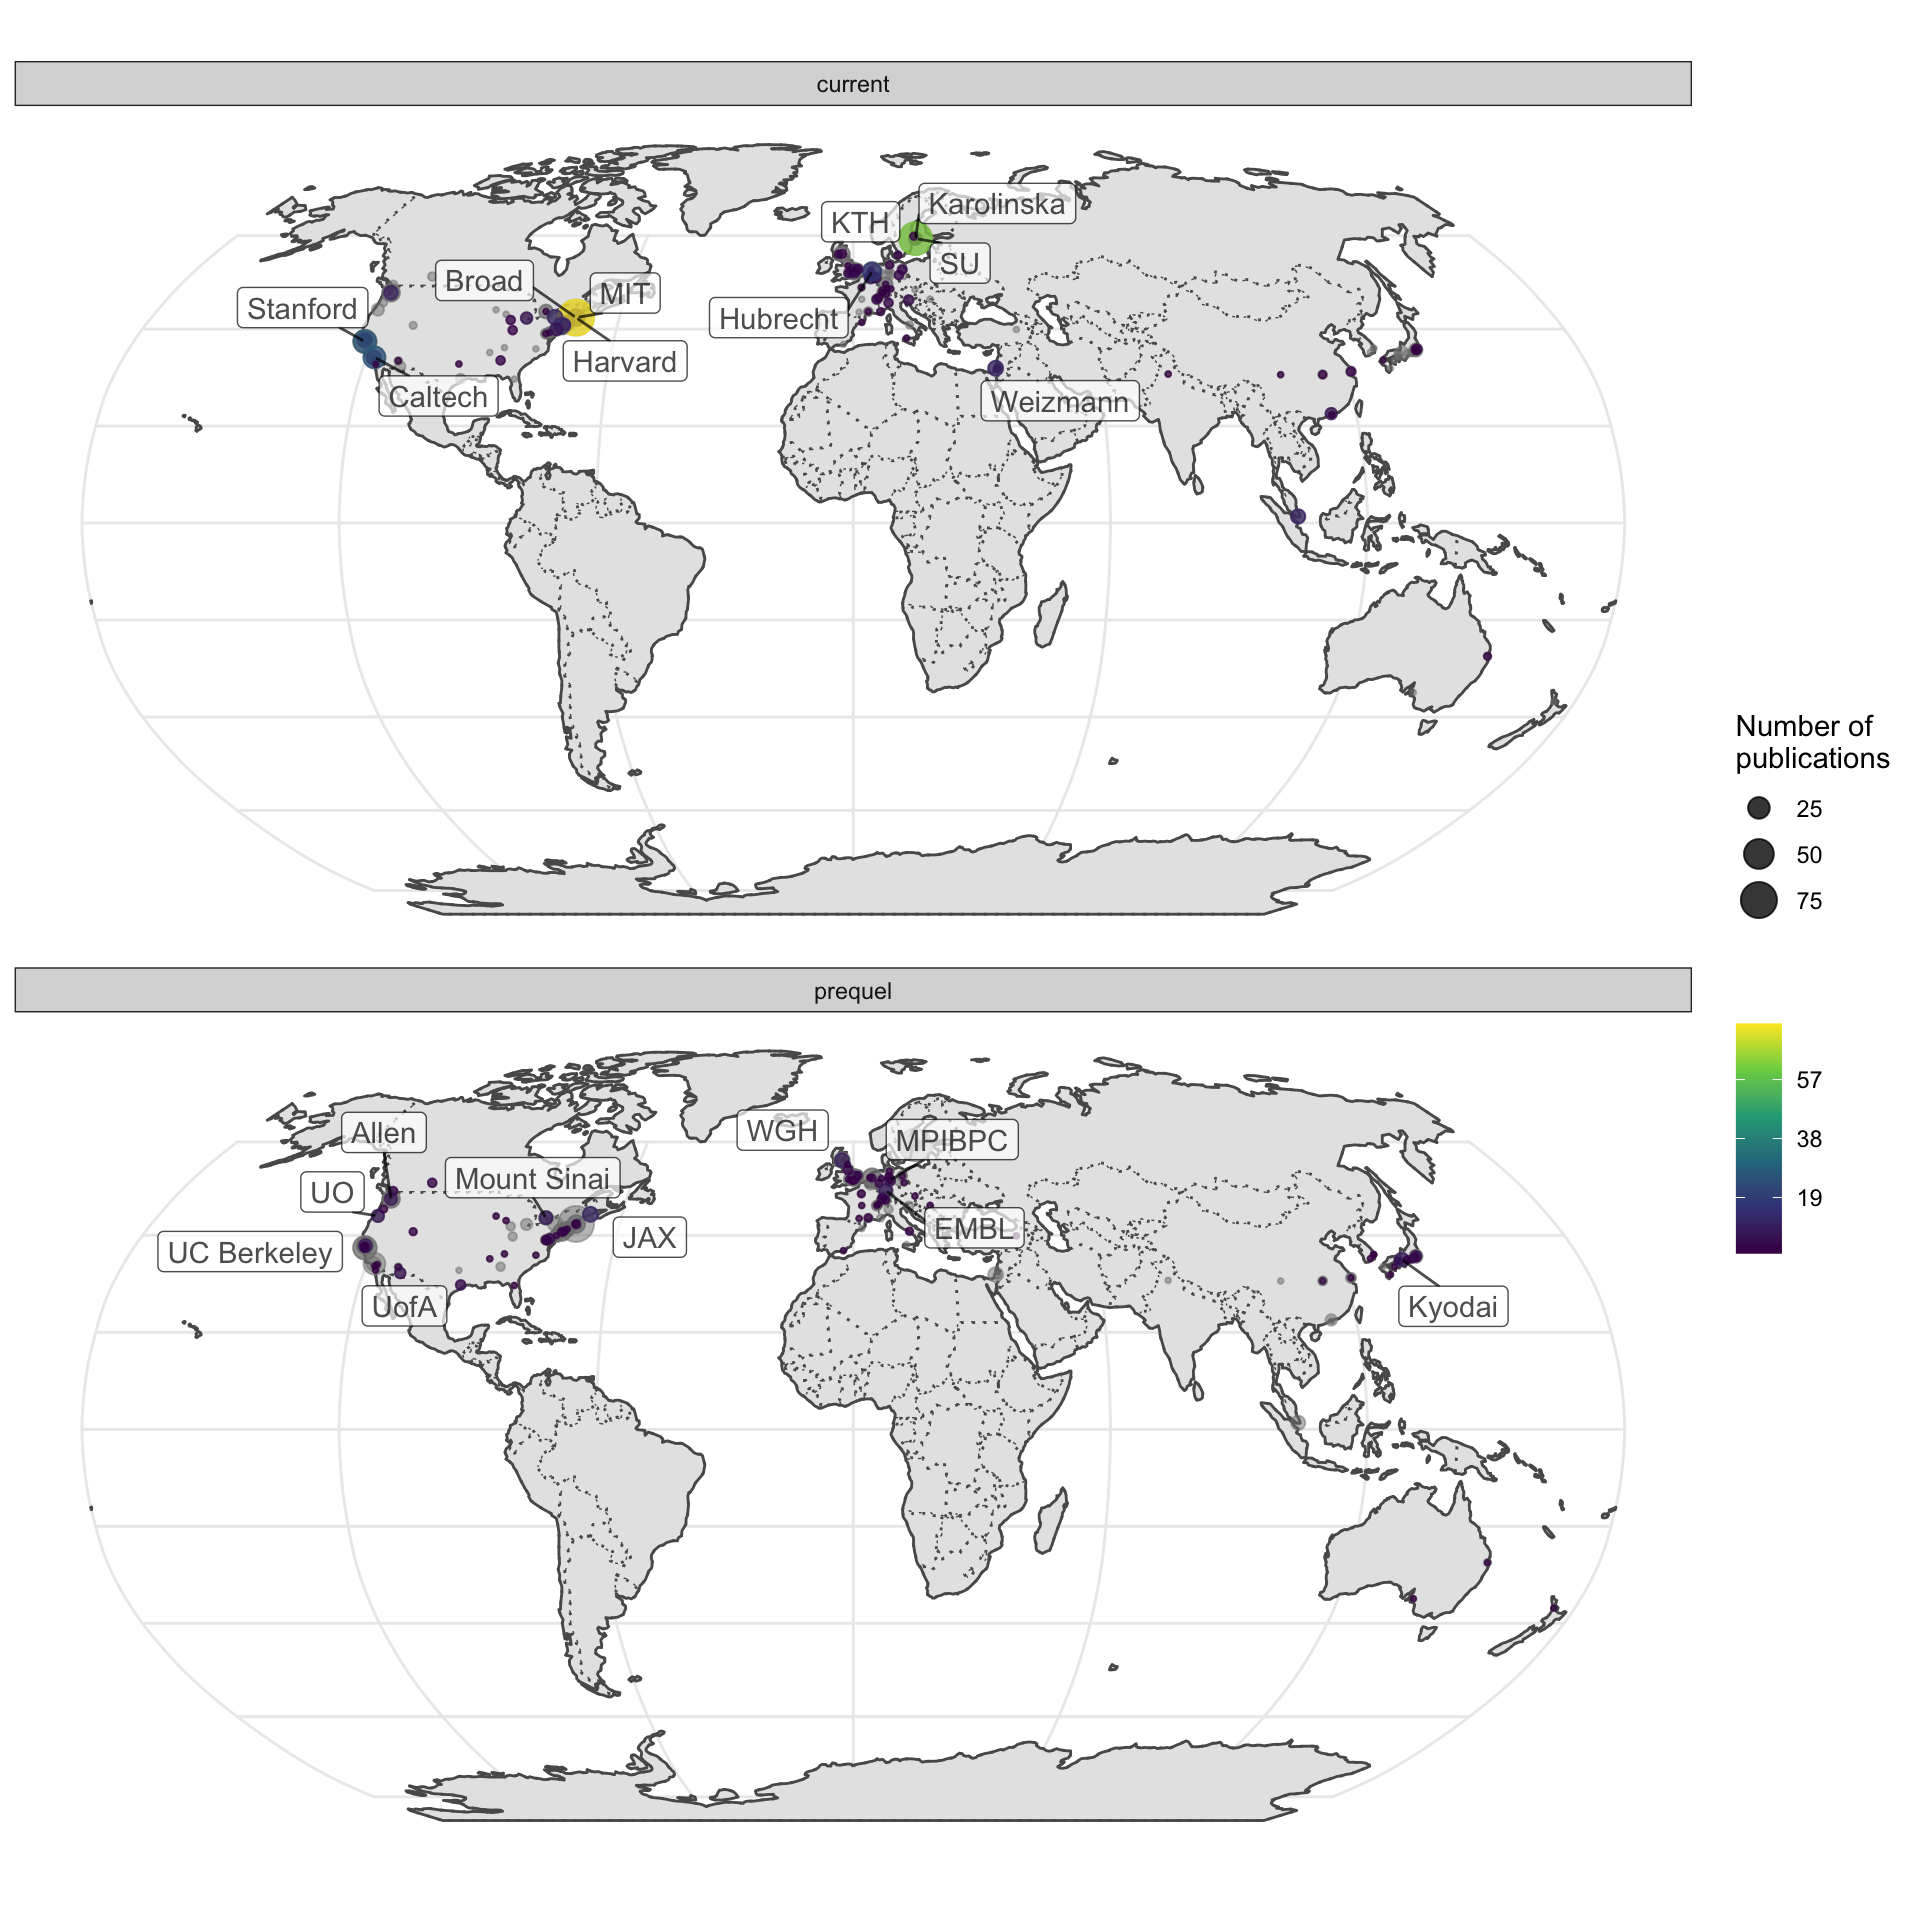 current
KTH
Karolinska
SU
Broad
MIT
Stanford
Hubrecht
Harvard
Caltech
Weizmann
Number of
publications
25
50
75
prequel
57
38
19
Allen
WGH
MPIBPC
UO
Mount Sinai
UC Berkeley
JAX
EMBL
UofA
Kyodai